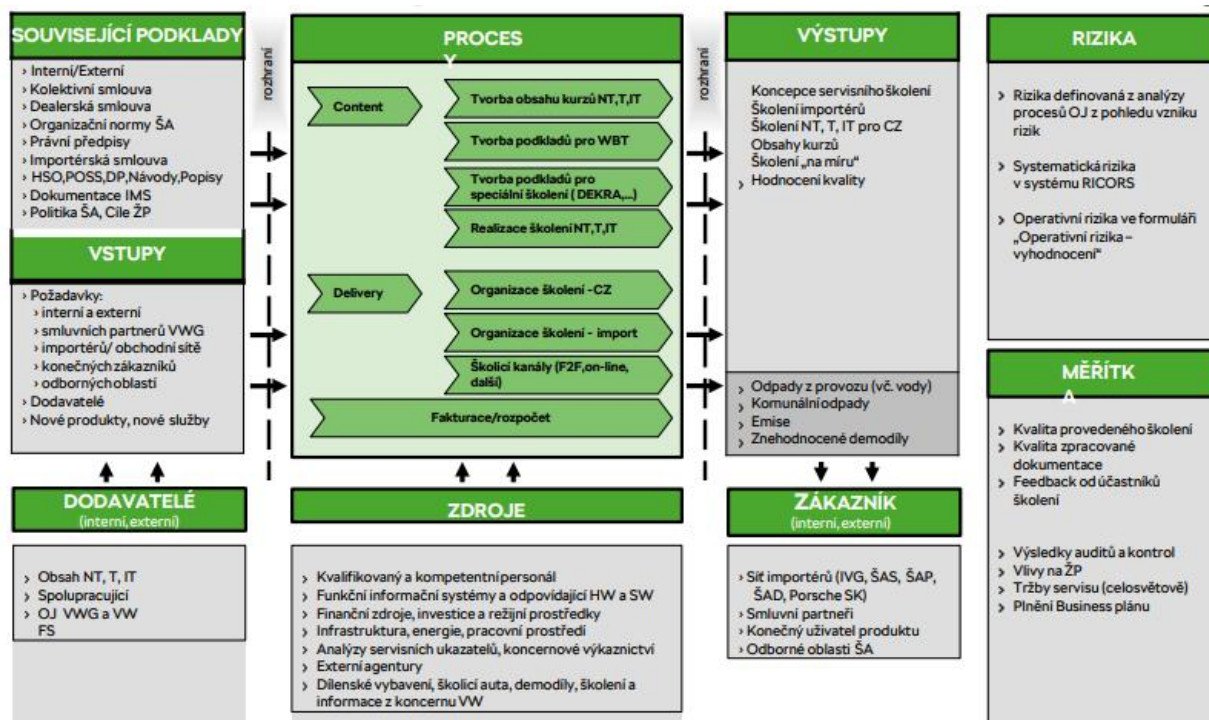 SOUVISEJÍCÍ PODKLADY
› Interní/Externí
› Kolektivní smlouva
› Dealerská smlouva
› Organizační normy ŠA
› Právní předpisy
› Importérská smlouva
› HSO,POSS,DP,Návody,Popisy
› Dokumentace IMS
› Politika ŠA, Cíle ŽP
VSTUPY
› Požadavky:
› interní a externí
› smluvních partnerů VWG
› importérů/ obchodní sítě
› konečných zákazníků
› odborných oblastí
› Dodavatelé
› Nové produkty, nové služby
DODAVATELÉ
(interní, externí)
› Obsah NT, T, IT
› Spolupracující
› OJ VWG a VW
FS
rozhraní
PROCES
Y
Content
Tvorba obsahu kurzů NT,T,IT
Tvorba podkladů pro WBT
Tvorba podkladů pro
speciální školení ( DEKRA,...)
Realizace školení NT,T,IT
Delivery
Organizace školení -CZ
Organizace školení - import
Školicí kanály (F2F,on-line,
další)
Fakturace/rozpočet
ZDROJE
› Kvalifikovaný a kompetentní personál
› Funkční informační systémy a odpovídající HW a SW
› Finanční zdroje, investice a režijní prostředky
› Infrastruktura, energie, pracovní prostředí
› Analýzy servisních ukazatelů, koncernové výkaznictví
› Externí agentury
› Dílenské vybavení, školicí auta, demodíly, školení a
informace z koncernu VW
rozhraní
VÝSTUPY
Koncepce servisního školení
Školení importérů
Školení NT, T, IT pro CZ
Obsahy kurzů
Školení „na míru“
› Hodnocení kvality
› Odpady z provozu (vč. vody)
› Komunální odpady
› Emise
› Znehodnocené demodíly
ZÁKAZNÍK
(interní, externí)
› Síť importérů (IVG, ŠAS, ŠAP,
ŠAD, Porsche SK)
› Smluvní partneři
› Konečný uživatel produktu
› Odborné oblasti ŠA
RIZIKA
› Rizika definovaná z analýzy
procesů OJ z pohledu vzniku
rizik
› Systematická rizika
v systému RICORS
› Operativní rizika ve formuláři
„Operativní rizika –
vyhodnocení“
MĚŘÍTK
A
› Kvalita provedeného školení
› Kvalita zpracované
dokumentace
› Feedback od účastníků
školení
› Výsledky auditů a kontrol
› Vlivy na ŽP
› Tržby servisu (celosvětově)
› Plnění Business plánu